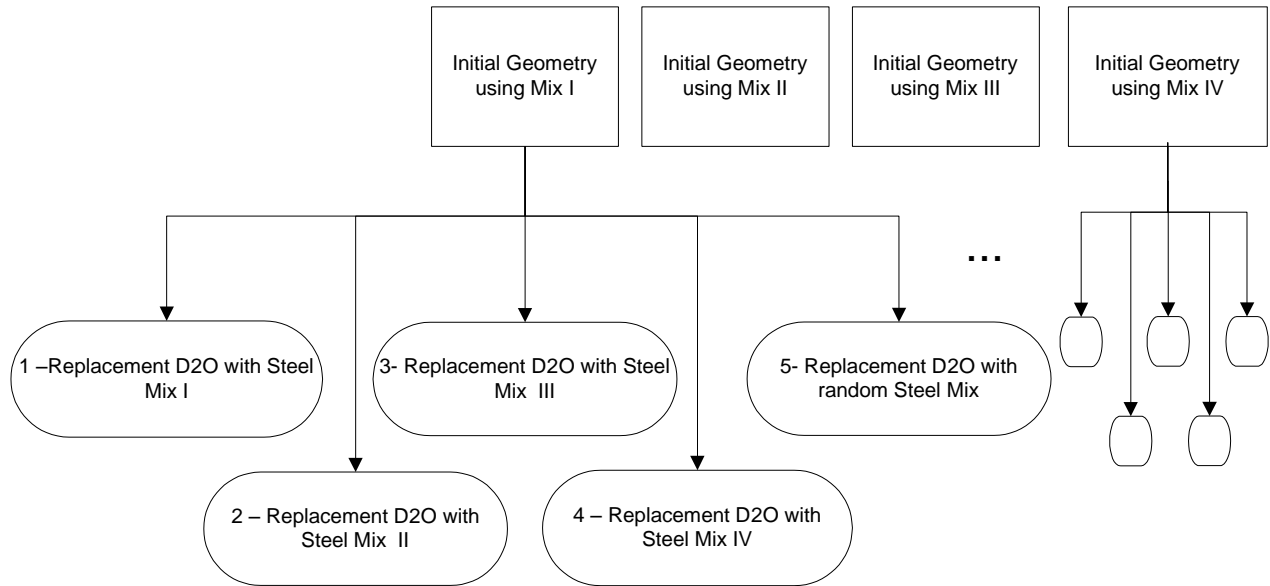 Initial Geometry
using Mix I
Initial Geometry
using Mix II
Initial Geometry
using Mix III
Initial Geometry
using Mix IV
...
1 –Replacement D2O with Steel
Mix I
3- Replacement D2O with Steel
Mix III
5- Replacement D2O with
random Steel Mix
2 – Replacement D2O with
Steel Mix II
4 – Replacement D2O with
Steel Mix IV